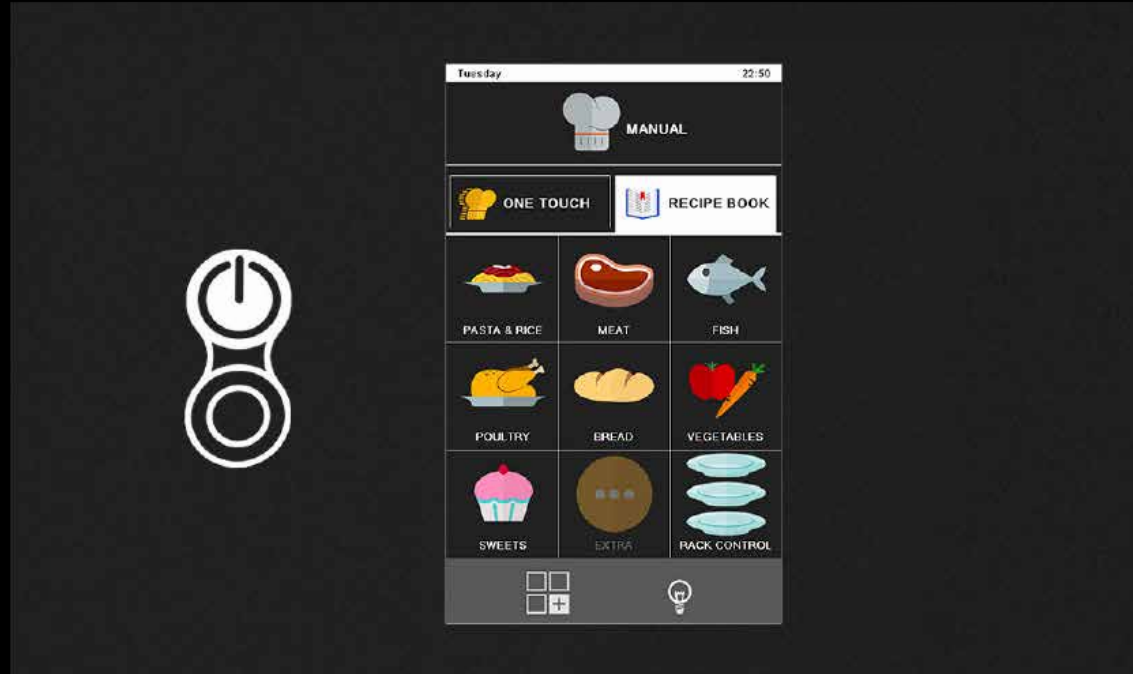 Tuesday 22:50
MANUAL
ONE TOUCH RECIPE BOOK
PASTA & RICE MEAT FISH
POULTRY BREAD VEGETABLES
SWEETS EXTRA RACK CONTROL